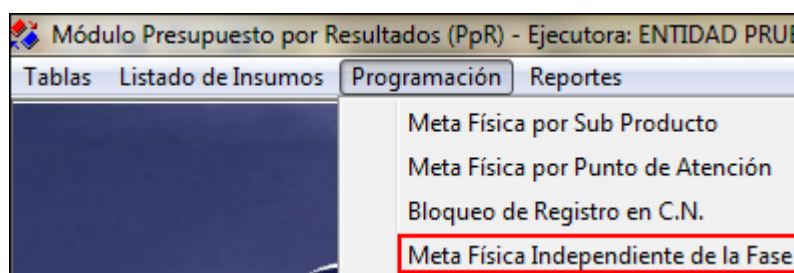 Módulo Presupuesto por Resultados (PpR) - Ejecutora: ENTIDAD
Tablas Listado de Insumos Programación Reportes
Meta Física por Sub Producto
Meta Física por Punto de Atención
Bloqueo de Registro en C.N.
Meta Física Independiente de la Fase